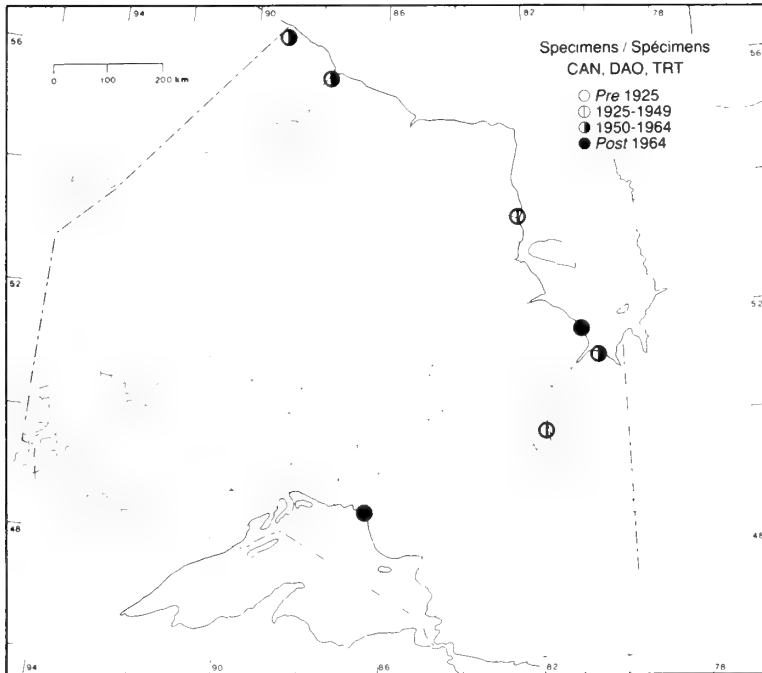 94 90 86 82 78
56 56
0 100 200 km
Specimens / Spécimens
CAN, DAO, TRT
Pre 1925
1925-1949
1950-1964
Post 1964
52 52
48 48
94 90 86 82 78